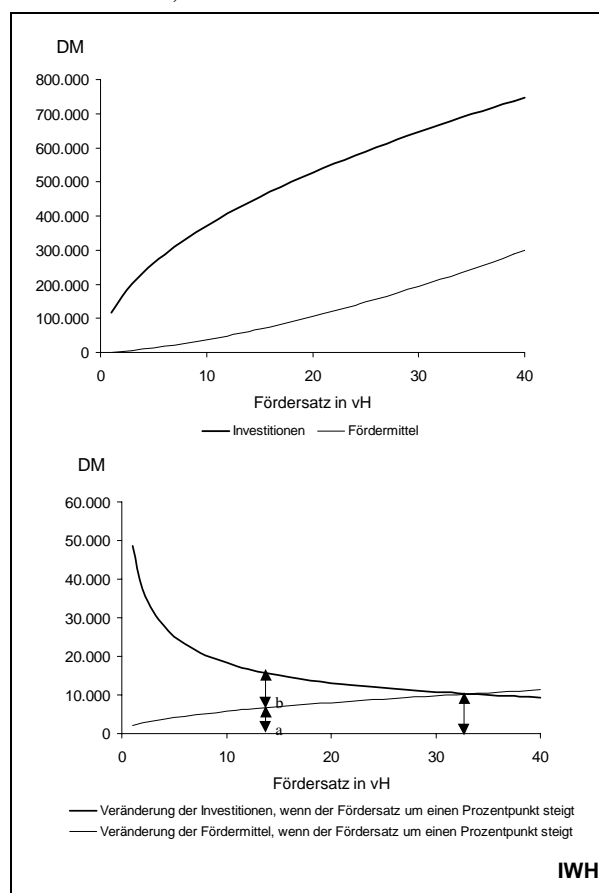 DM
800.000
700.000
600.000
500.000
400.000
300.000
200.000
100.000
0
0 10 20 30 40
Fördersatz in vH
Investitionen Fördermittel
DM
60.000
50.000
40.000
30.000
20.000
10.000
0
b
a
0 10 20 30 40
Fördersatz in vH
Veränderung der Investitionen, wenn der Fördersatz um einen Prozentpunkt steigt
Veränderung der Fördermittel, wenn der Fördersatz um einen Prozentpunkt steigt
IWH